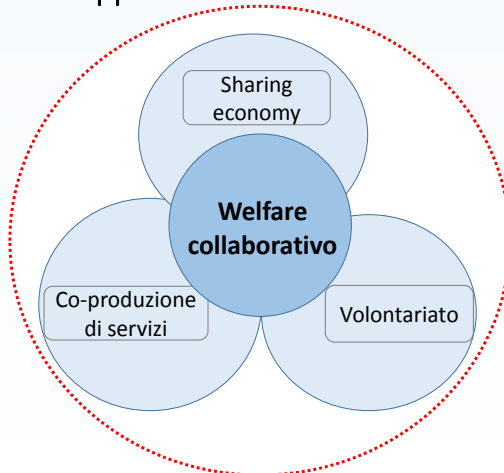 Sharing
economy
Welfare
collaborativo
Co-produzione
di servizi
Volontariato